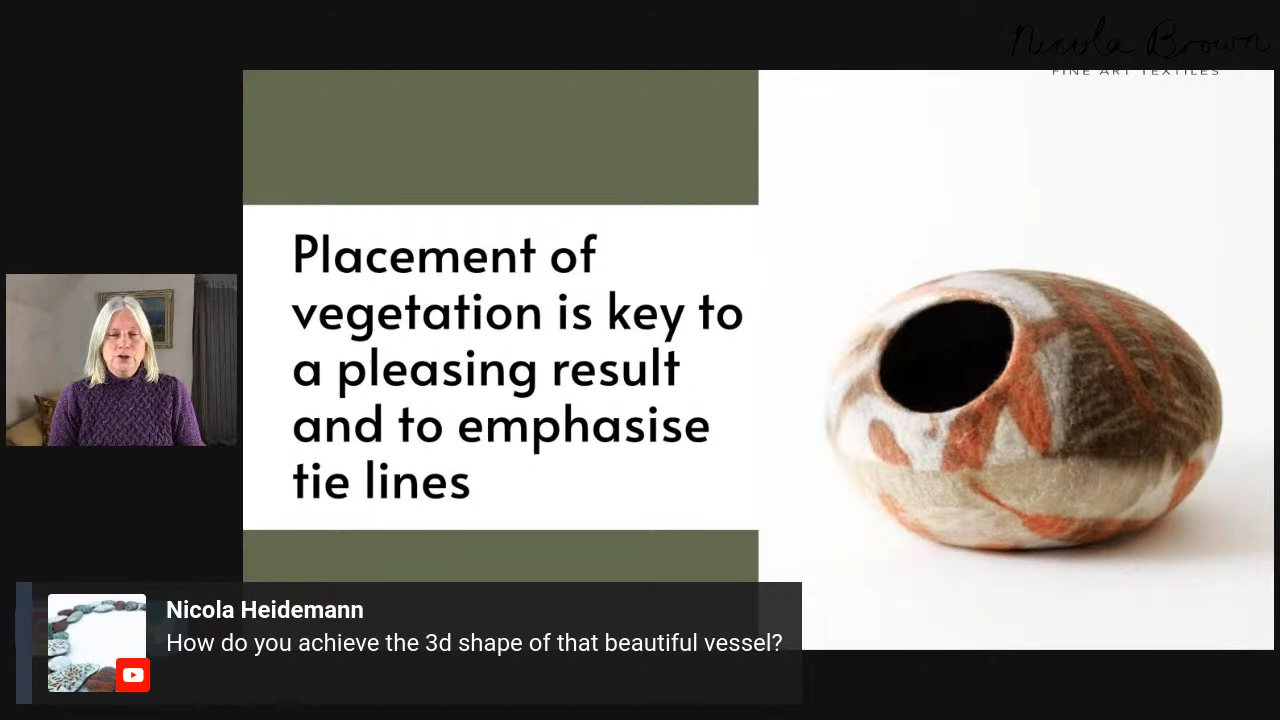 Nicola Brown
FINE ART TEXTILES
Placement of
vegetation is key to
a pleasing result
and to emphasise
tie lines
Nicola Heidemann
How do you achieve the 3d shape of that beautiful vessel?